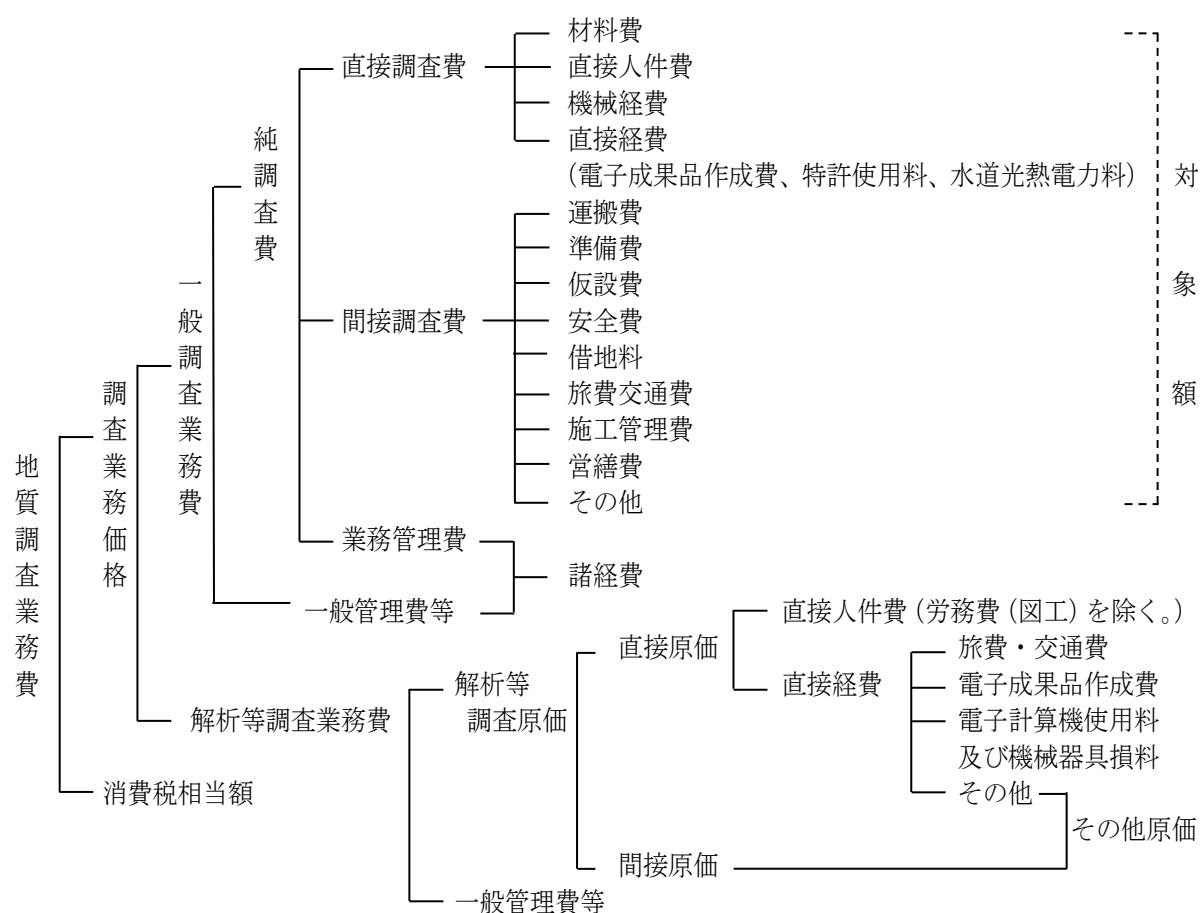 材料費
直接調査費
直接人件費
機械経費
直接経費
(電子成果品作成費、特許使用料、水道光熱電力料)
純調査費
運搬費
準備費
仮設費
間接調査費
安全費
借地料
旅費交通費
施工管理費
営繕費
その他
対象額
一般調査業務費
業務管理費
諸経費
一般管理費等
調査業務価格
地質調査業務費
直接原価
直接人件費(労務費(図工)を除く。)
直接経費
旅費・交通費
電子成果品作成費
電子計算機使用料
及び機械器具損料
その他
その他原価
解析等
調査原価
解析等調査業務費
間接原価
一般管理費等
消費税相当額